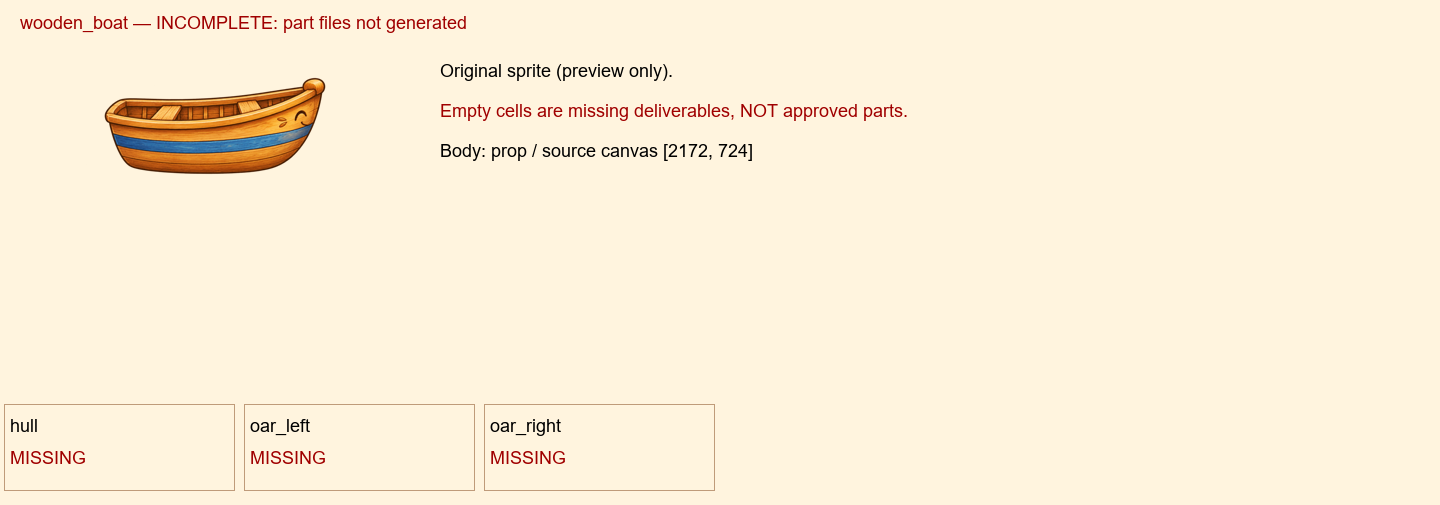 wooden_boat — INCOMPLETE: part files not generated
Original sprite (preview only).
Empty cells are missing deliverables, NOT approved parts.
Body: prop / source canvas [2172, 724]
hull
MISSING
oar_left
MISSING
oar_right
MISSING